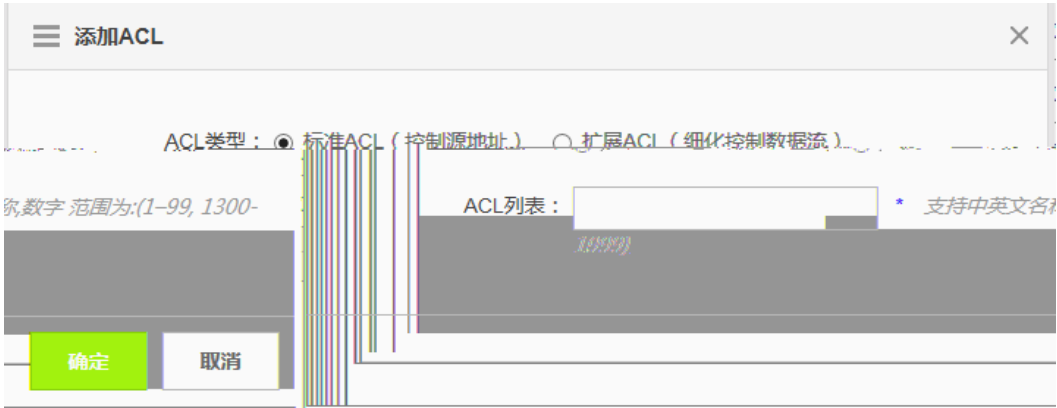 添加ACL
ACL类型： 标准ACL（控制源地址） 扩展ACL（细化控制数据流）
ACL列表： * 支持中英文名称,数字 范围为:(1–99, 1300-
1999)
确定 取消